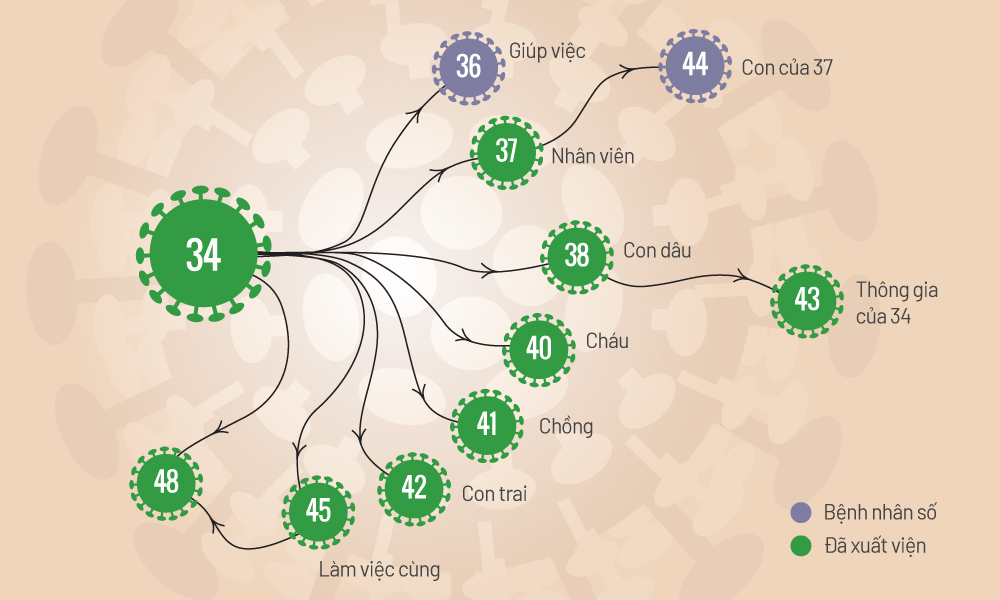 36
Giúp việc
44
Con của 37
37
Nhân viên
34
38
Con dâu
43
Thông gia
của 34
40
Cháu
41
Chồng
48
45
42
Con trai
Làm việc cùng
Bệnh nhân số
Đã xuất viện